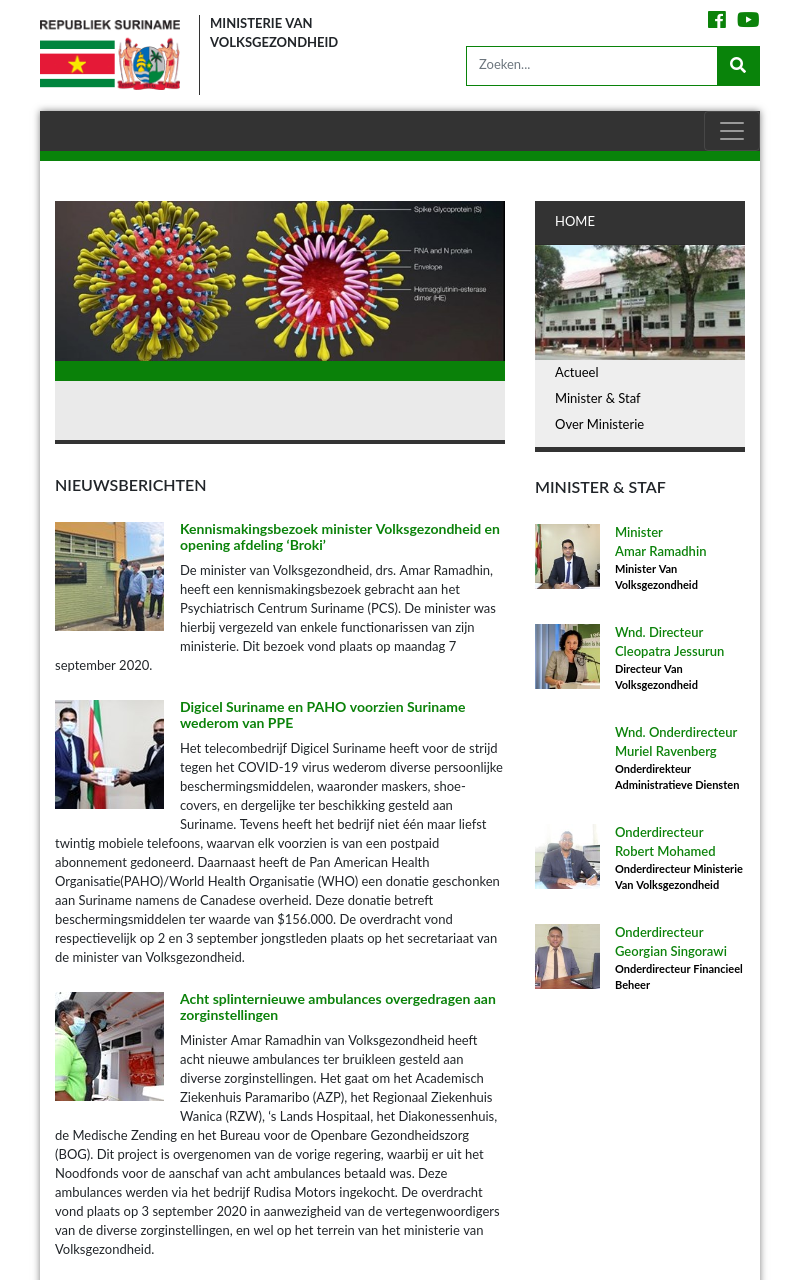 REPUBLIEK SURINAME
MINISTERIE VAN
VOLKSGEZONDHEID
Zoeken...
Spike Glycoprotein (S)
RNA and N protein
Envelope
Hemagglutinin-esterase
dimer (HE)
NIEUWSBERICHTEN
Kennismakingsbezoek minister Volksgezondheid en
opening afdeling ‘Broki’
De minister van Volksgezondheid, drs. Amar Ramadhin,
heeft een kennismakingsbezoek gebracht aan het
Psychiatrisch Centrum Suriname (PCS). De minister was
hierbij vergezeld van enkele functionarissen van zijn
ministerie. Dit bezoek vond plaats op maandag 7
september 2020.
Digicel Suriname en PAHO voorzien Suriname
wederom van PPE
Het telecombedrijf Digicel Suriname heeft voor de strijd
tegen het COVID-19 virus wederom diverse persoonlijke
beschermingsmiddelen, waaronder maskers, shoe-
covers, en dergelijke ter beschikking gesteld aan
Suriname. Tevens heeft het bedrijf niet één maar liefst
twintig mobiele telefoons, waarvan elk voorzien is van een postpaid
abonnement gedoneerd. Daarnaast heeft de Pan American Health
Organisatie(PAHO)/World Health Organisatie (WHO) een donatie geschonken
aan Suriname namens de Canadese overheid. Deze donatie betreft
beschermingsmiddelen ter waarde van $156.000. De overdracht vond
respectievelijk op 2 en 3 september jongstleden plaats op het secretariaat van
de minister van Volksgezondheid.
Acht splinternieuwe ambulances overgedragen aan
zorginstellingen
Minister Amar Ramadhin van Volksgezondheid heeft
acht nieuwe ambulances ter bruikleen gesteld aan
diverse zorginstellingen. Het gaat om het Academisch
Ziekenhuis Paramaribo (AZP), het Regionaal Ziekenhuis
Wanica (RZW), ‘s Lands Hospitaal, het Diakonessenhuis,
de Medische Zending en het Bureau voor de Openbare Gezondheidszorg
(BOG). Dit project is overgenomen van de vorige regering, waarbij er uit het
Noodfonds voor de aanschaf van acht ambulances betaald was. Deze
ambulances werden via het bedrijf Rudisa Motors ingekocht. De overdracht
vond plaats op 3 september 2020 in aanwezigheid van de vertegenwoordigers
van de diverse zorginstellingen, en wel op het terrein van het ministerie van
Volksgezondheid.
HOME
Actueel
Minister & Staf
Over Ministerie
MINISTER & STAF
Minister
Amar Ramadhin
Minister Van
Volksgezondheid
Wnd. Directeur
Cleopatra Jessurun
Directeur Van
Volksgezondheid
Wnd. Onderdirecteur
Muriel Ravenberg
Onderdirekteur
Administratieve Diensten
Onderdirecteur
Robert Mohamed
Onderdirecteur Ministerie
Van Volksgezondheid
Onderdirecteur
Georgian Singorawi
Onderdirecteur Financieel
Beheer